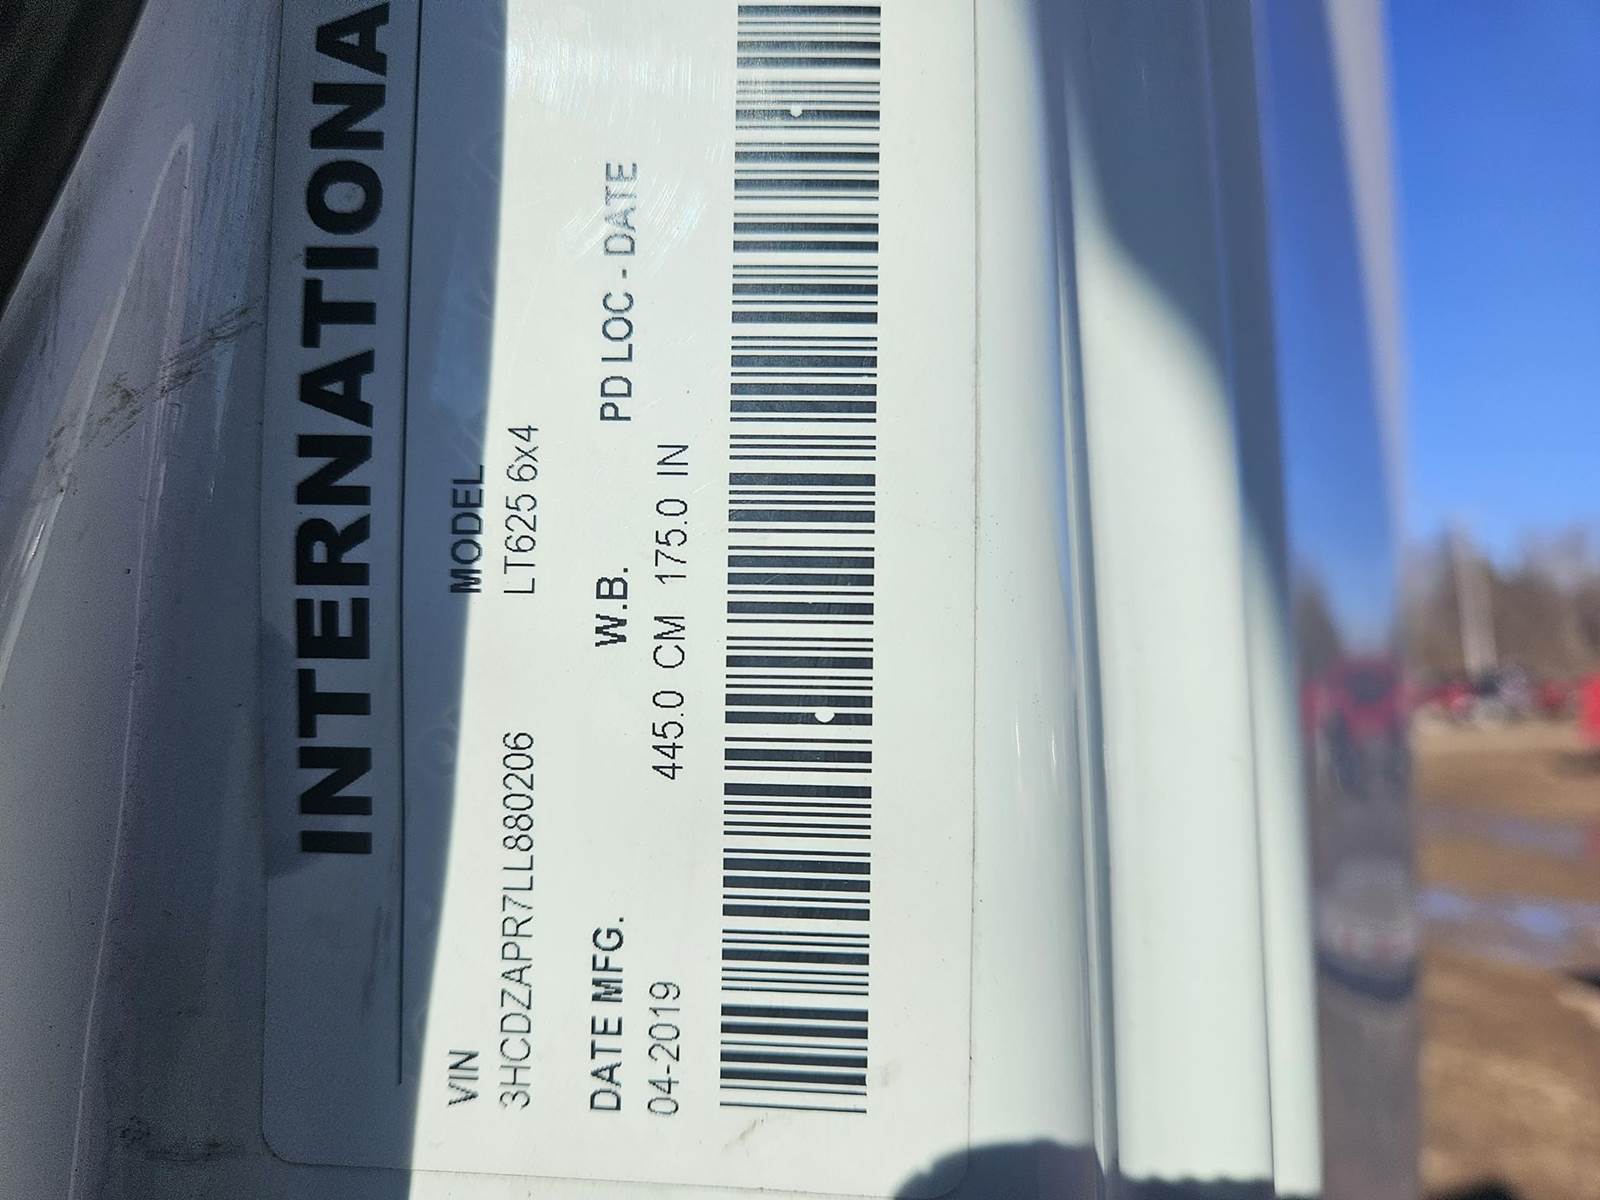 INTERNATIONA
VIN MODEL
3HCDZAPR7LL880206 LT625 6x4
DATE MFG. W.B. PD LOC - DATE
04-2019 445.0 CM 175.0 IN